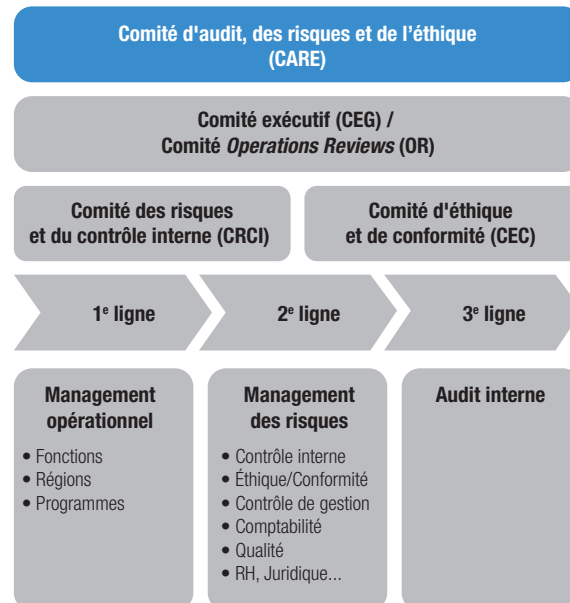 Comité d'audit, des risques et de l’éthique
(CARE)
Comité exécutif (CEG) /
Comité Operations Reviews (OR)
Comité des risques
et du contrôle interne (CRCI)
Comité d'éthique
et de conformité (CEC)
1e ligne
2e ligne
3e ligne
Management
opérationnel
• Fonctions
• Régions
• Programmes
Management
des risques
• Contrôle interne
• Éthique/Conformité
• Contrôle de gestion
• Comptabilité
• Qualité
• RH, Juridique...
Audit interne